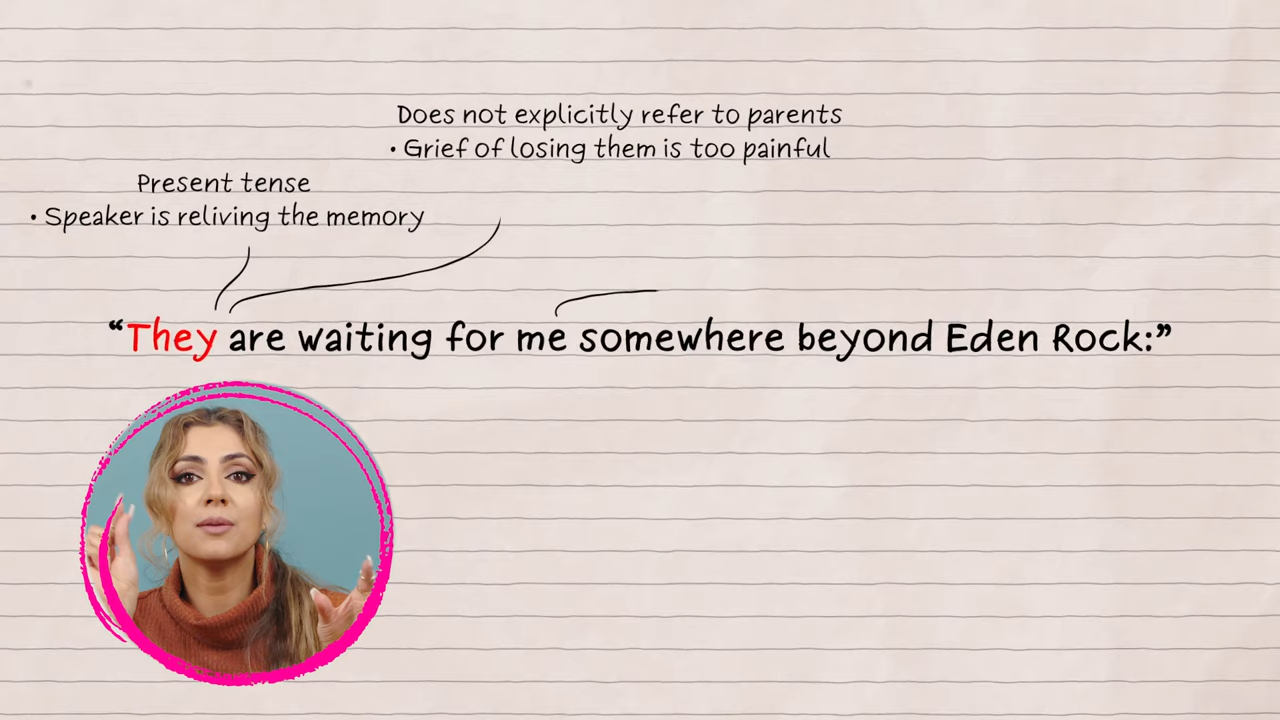 Does not explicitly refer to parents
• Grief of losing them is too painful
Present tense
• Speaker is reliving the memory
“They are waiting for me somewhere beyond Eden Rock:”